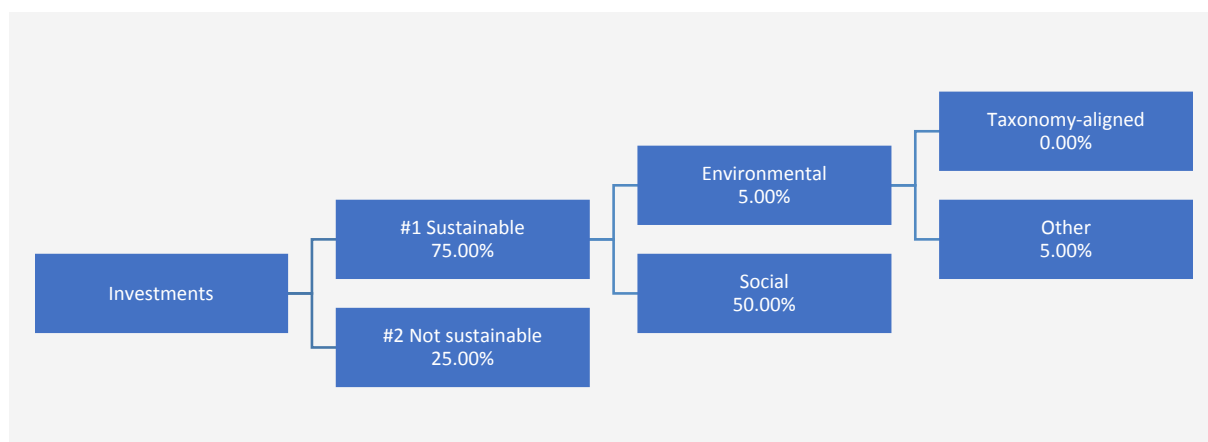 Investments
#1 Sustainable
75.00%
#2 Not sustainable
25.00%
Environmental
5.00%
Social
50.00%
Taxonomy-aligned
0.00%
Other
5.00%